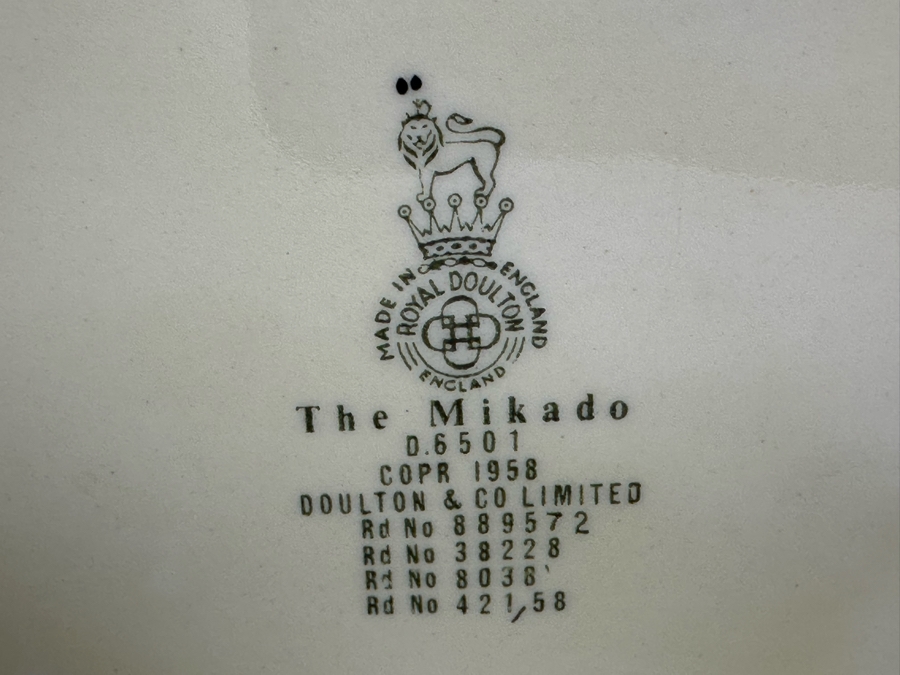 MADE IN ENGLAND
ROYAL DOULTON
ENGLAND
The Mikado
D.6501
COPR 1958
DOULTON & CO LIMITED
Rd No 889572
Rd No 38228
Rd No 8038'
Rd No 421/58